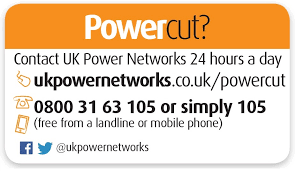 Powercut?
Contact UK Power Networks 24 hours a day
ukpowernetworks.co.uk/powercut
0800 31 63 105 or simply 105
(free from a landline or mobile phone)
@ukpowernetworks